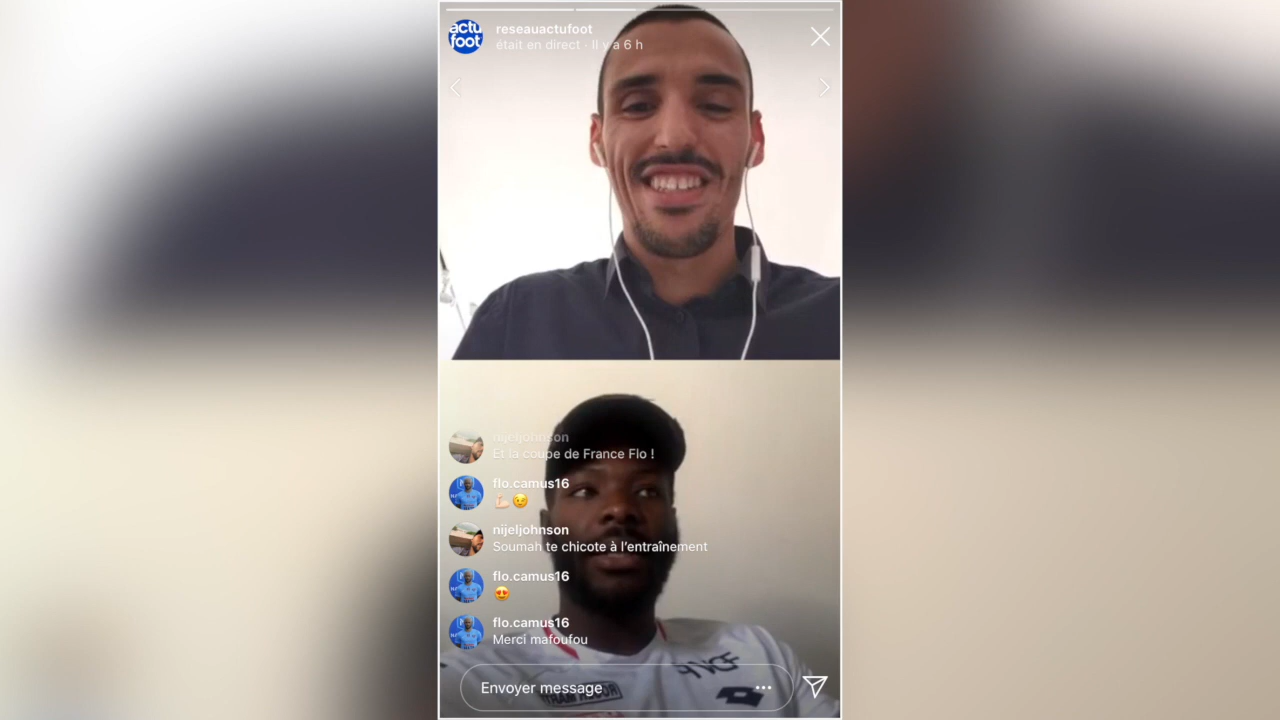 actu
foot
reseauactufoot
était en direct · Il y a 6 h
nijeljohnson
Et la coupe de France Flo !
flo.camus16
nijeljohnson
Soumah te chicote à l'entraînement
flo.camus16
flo.camus16
Merci mafoufou
Envoyer message